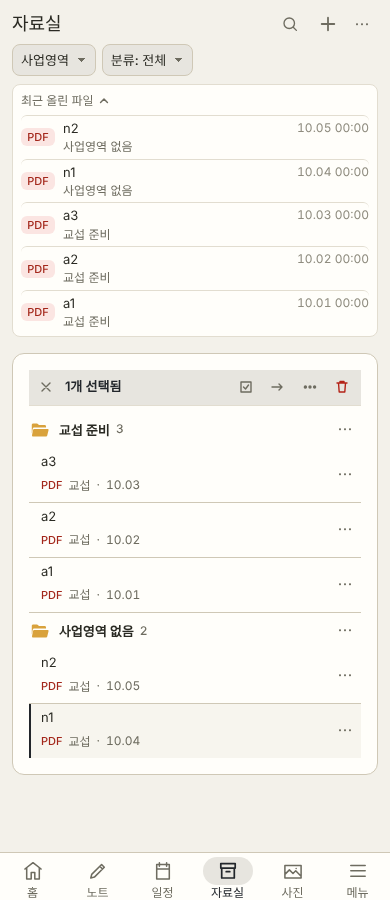 자료실
사업영역
분류: 전체
최근 올린 파일
PDF n2 10.05 00:00
사업영역 없음
PDF n1 10.04 00:00
사업영역 없음
PDF a3 10.03 00:00
교섭 준비
PDF a2 10.02 00:00
교섭 준비
PDF a1 10.01 00:00
교섭 준비
1개 선택됨
교섭 준비 3
a3
PDF 교섭 · 10.03
a2
PDF 교섭 · 10.02
a1
PDF 교섭 · 10.01
사업영역 없음 2
n2
PDF 교섭 · 10.05
n1
PDF 교섭 · 10.04
홈 노트 일정 자료실 사진 메뉴